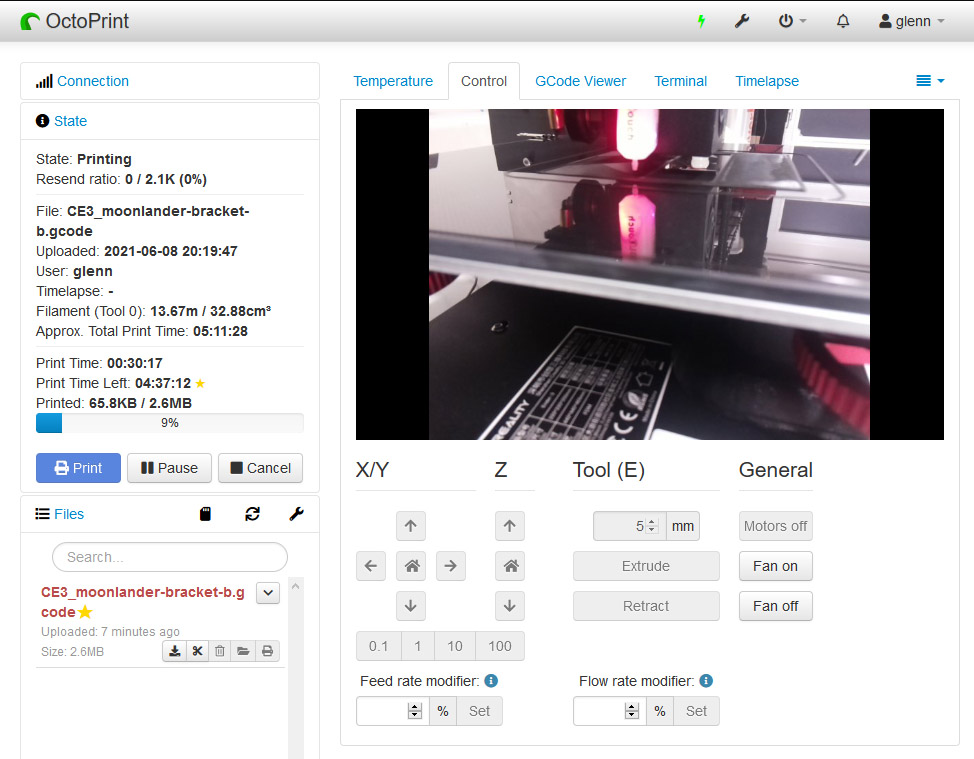 OctoPrint
glenn
Connection
State
State: Printing
Resend ratio: 0 / 2.1K (0%)
File: CE3_moonlander-bracket-
b.gcode
Uploaded: 2021-06-08 20:19:47
User: glenn
Timelapse: -
Filament (Tool 0): 13.67m / 32.88cm³
Approx. Total Print Time: 05:11:28
Print Time: 00:30:17
Print Time Left: 04:37:12
Printed: 65.8KB / 2.6MB
9%
Print Pause Cancel
Files
Search...
CE3_moonlander-bracket-b.g
code
Uploaded: 7 minutes ago
Size: 2.6MB
Temperature Control GCode Viewer Terminal Timelapse
CE
X/Y Z Tool (E) General
5 mm Motors off
Extrude Fan on
Retract Fan off
0.1 1 10 100
Feed rate modifier: Flow rate modifier:
% Set % Set